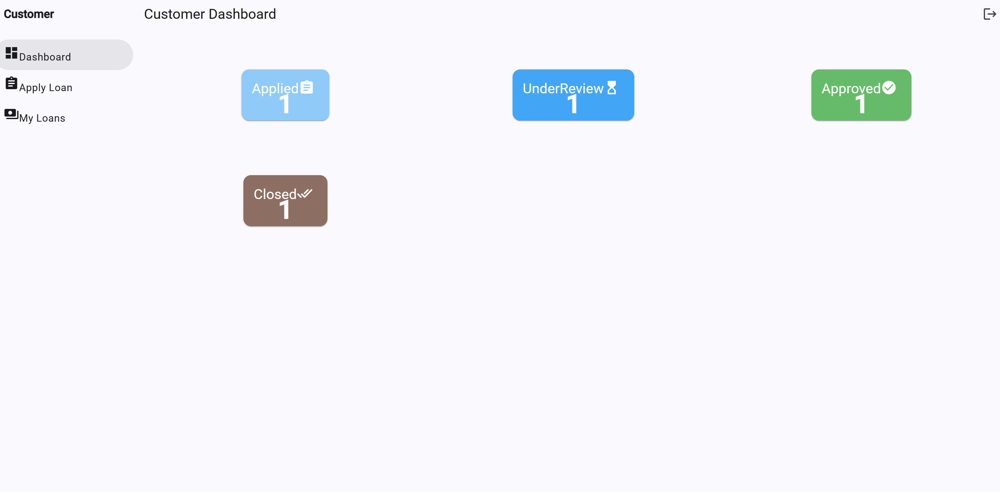 Customer
Customer Dashboard
Dashboard
Apply Loan
My Loans
Applied
1
UnderReview
1
Approved
1
Closed
1